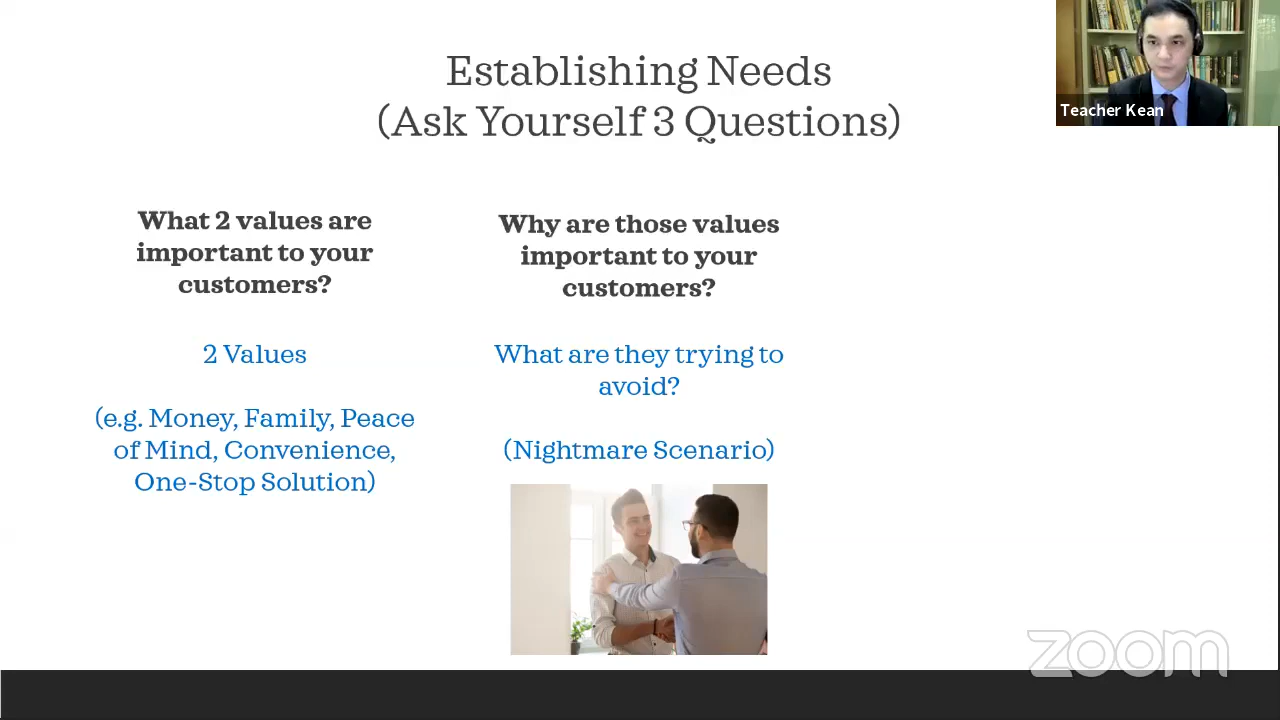 Establishing Needs
(Ask Yourself 3 Questions)
Teacher Kean
What 2 values are
important to your
customers?
2 Values
(e.g. Money, Family, Peace
of Mind, Convenience,
One-Stop Solution)
Why are those values
important to your
customers?
What are they trying to
avoid?
(Nightmare Scenario)
zoom